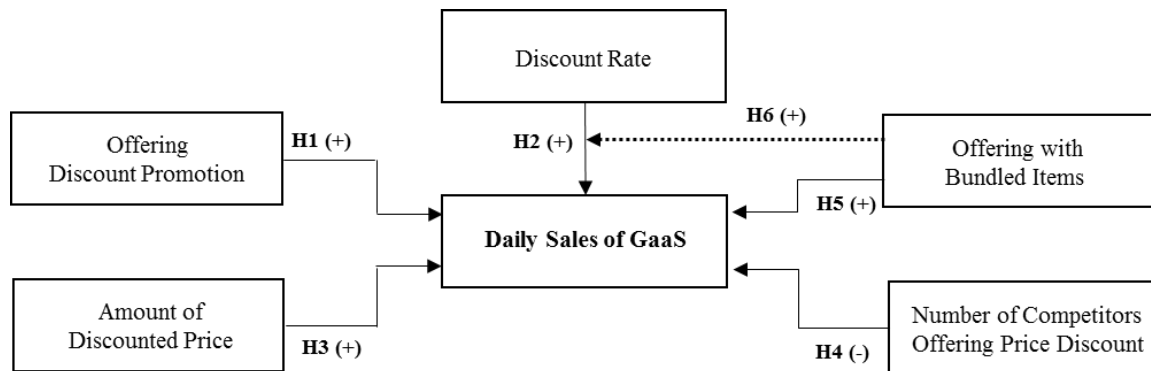 Discount Rate
H6 (+)
H1 (+)
H2 (+)
Offering
Discount Promotion
Offering with
Bundled Items
H5 (+)
Daily Sales of GaaS
Amount of
Discounted Price
H3 (+)
Number of Competitors
Offering Price Discount
H4 (-)